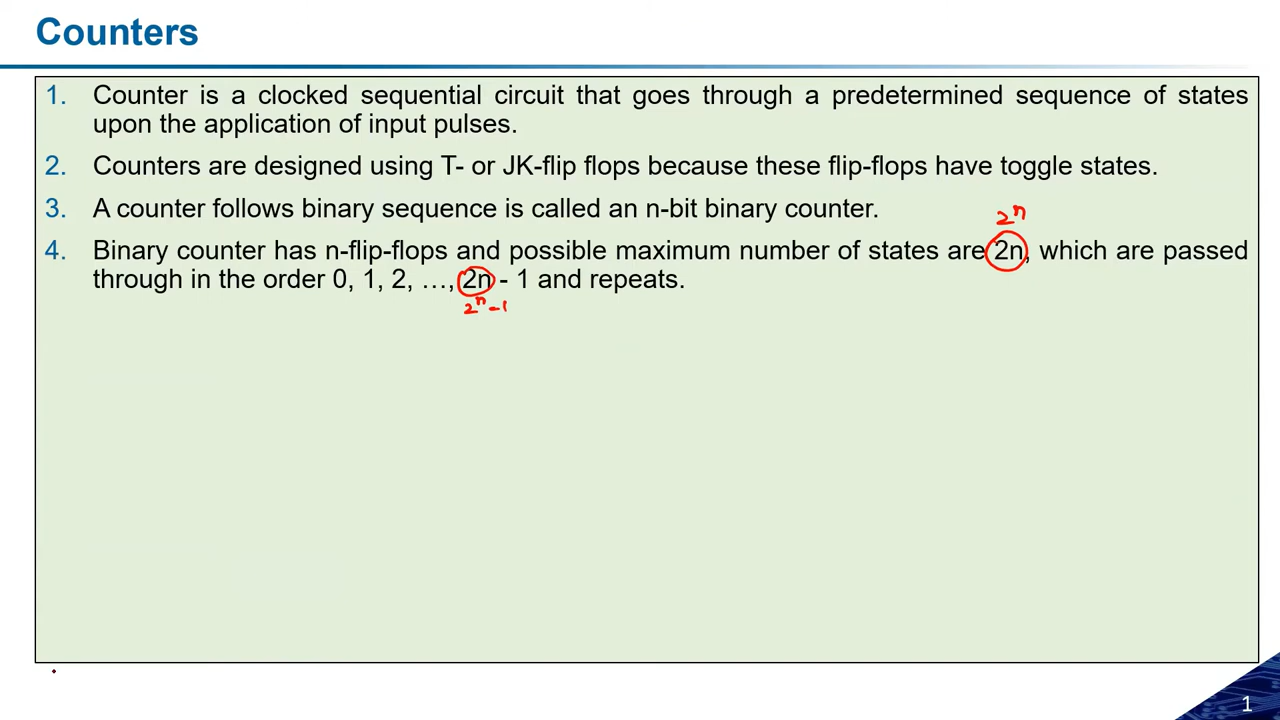 Counters
1. Counter is a clocked sequential circuit that goes through a predetermined sequence of states
upon the application of input pulses.
2. Counters are designed using T- or JK-flip flops because these flip-flops have toggle states.
3. A counter follows binary sequence is called an n-bit binary counter.
2ⁿ
4. Binary counter has n-flip-flops and possible maximum number of states are 2n, which are passed
through in the order 0, 1, 2, …, 2n - 1 and repeats.
2ⁿ-1
1